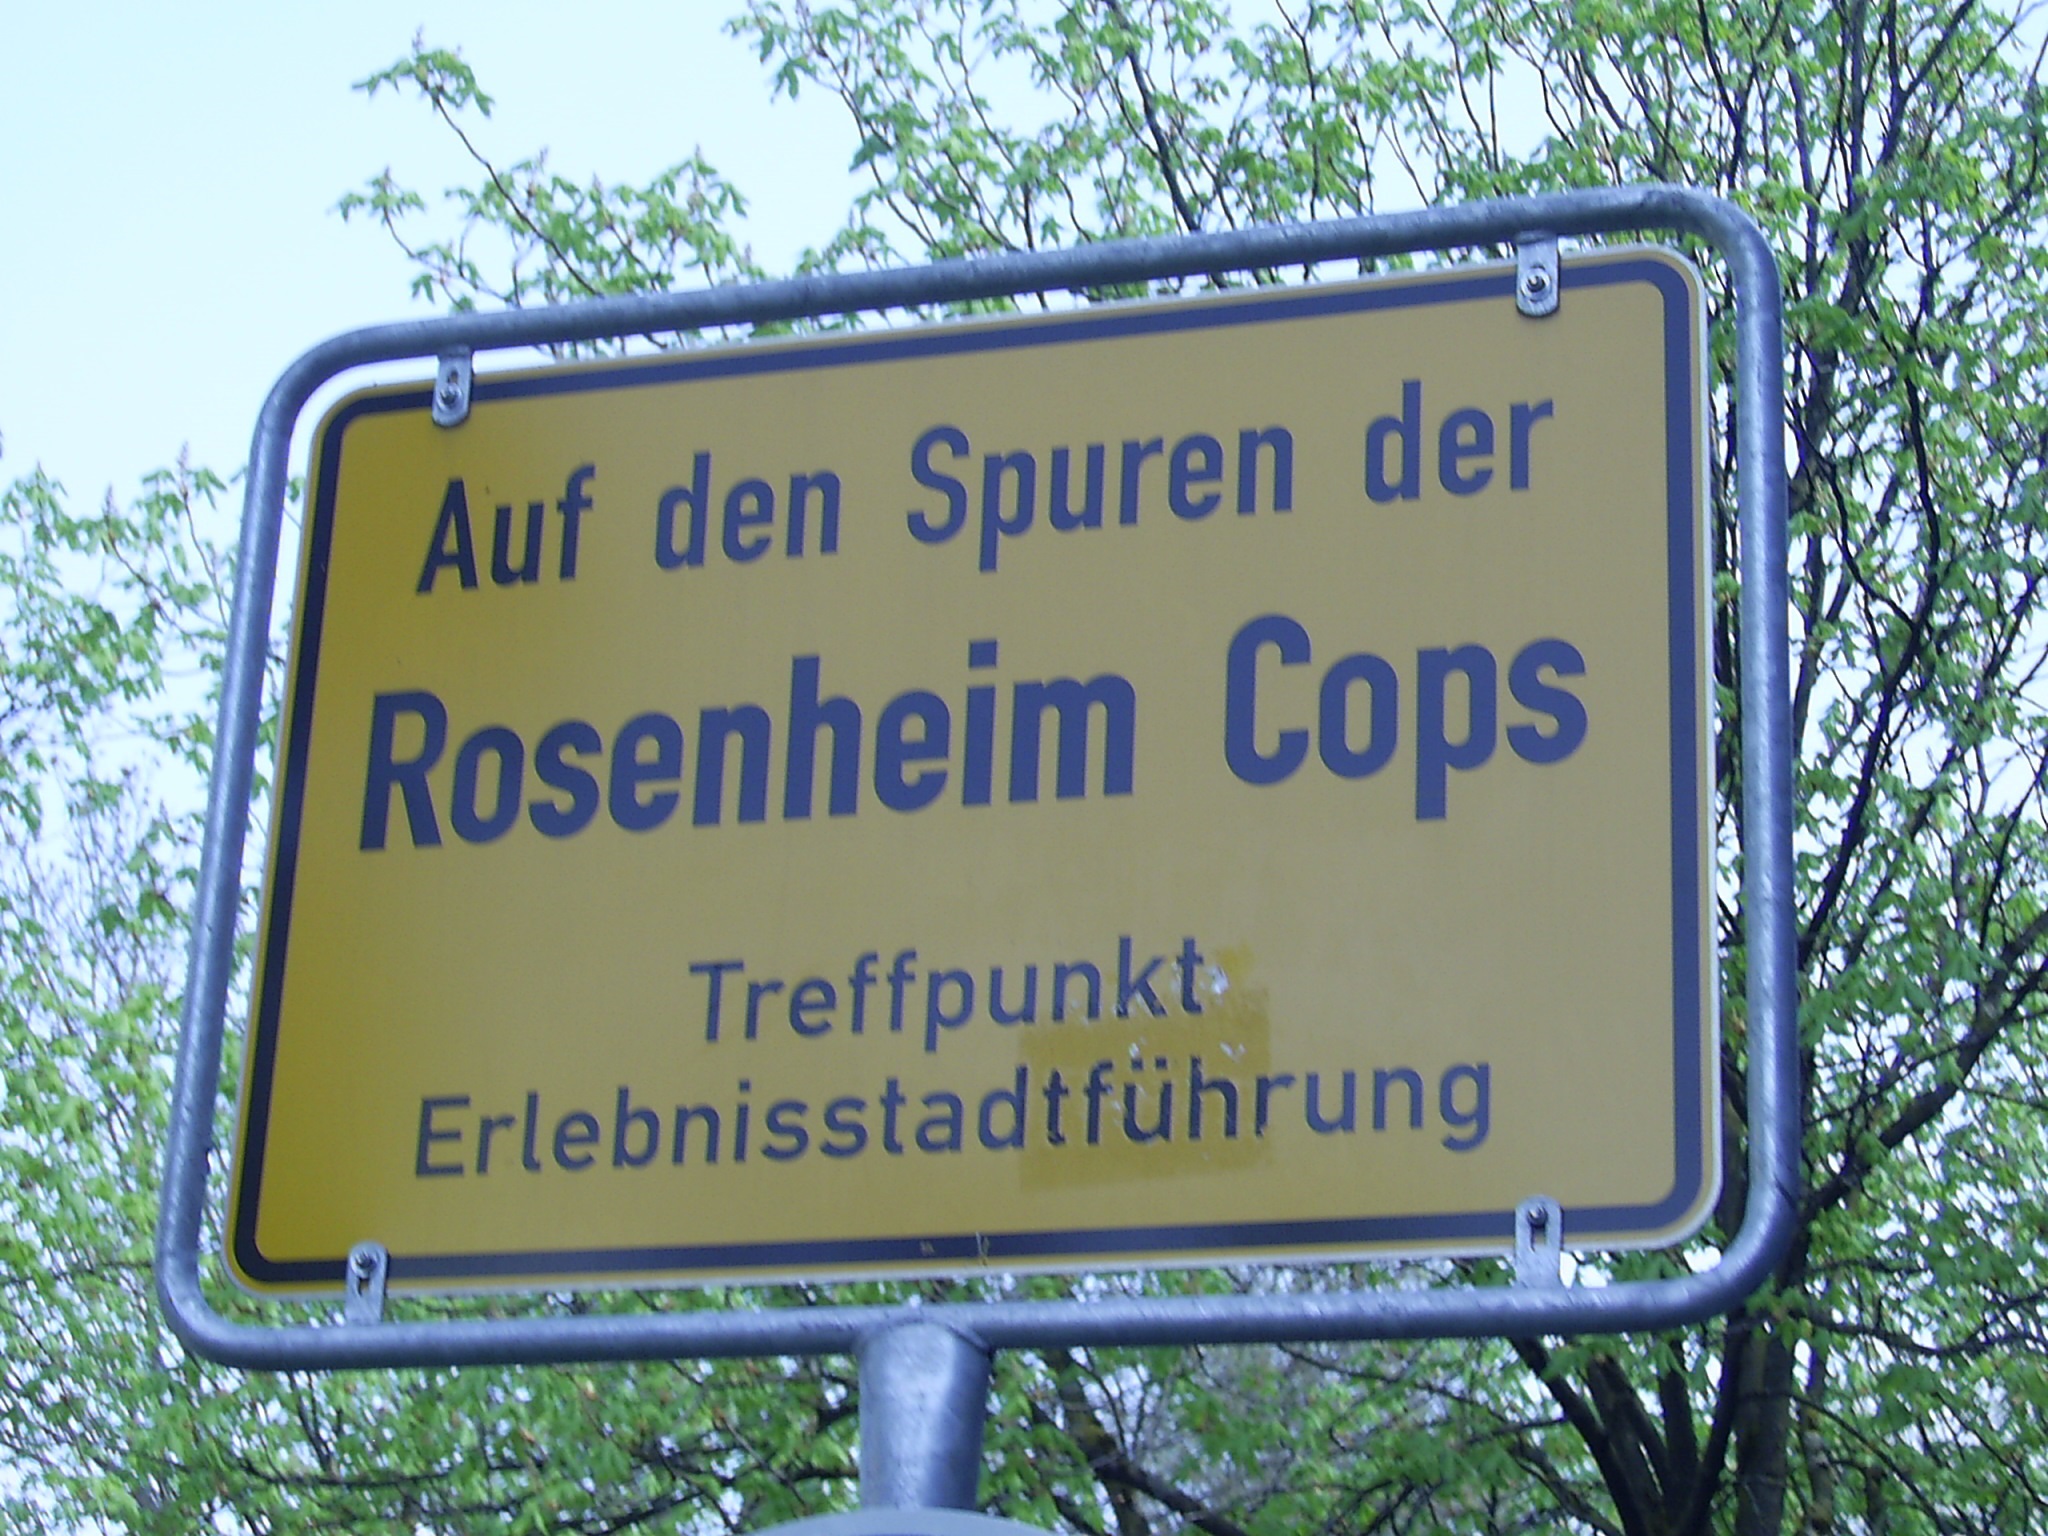 Auf den Spuren der
Rosenheim Cops
Treffpunkt
Erlebnisstadtführung